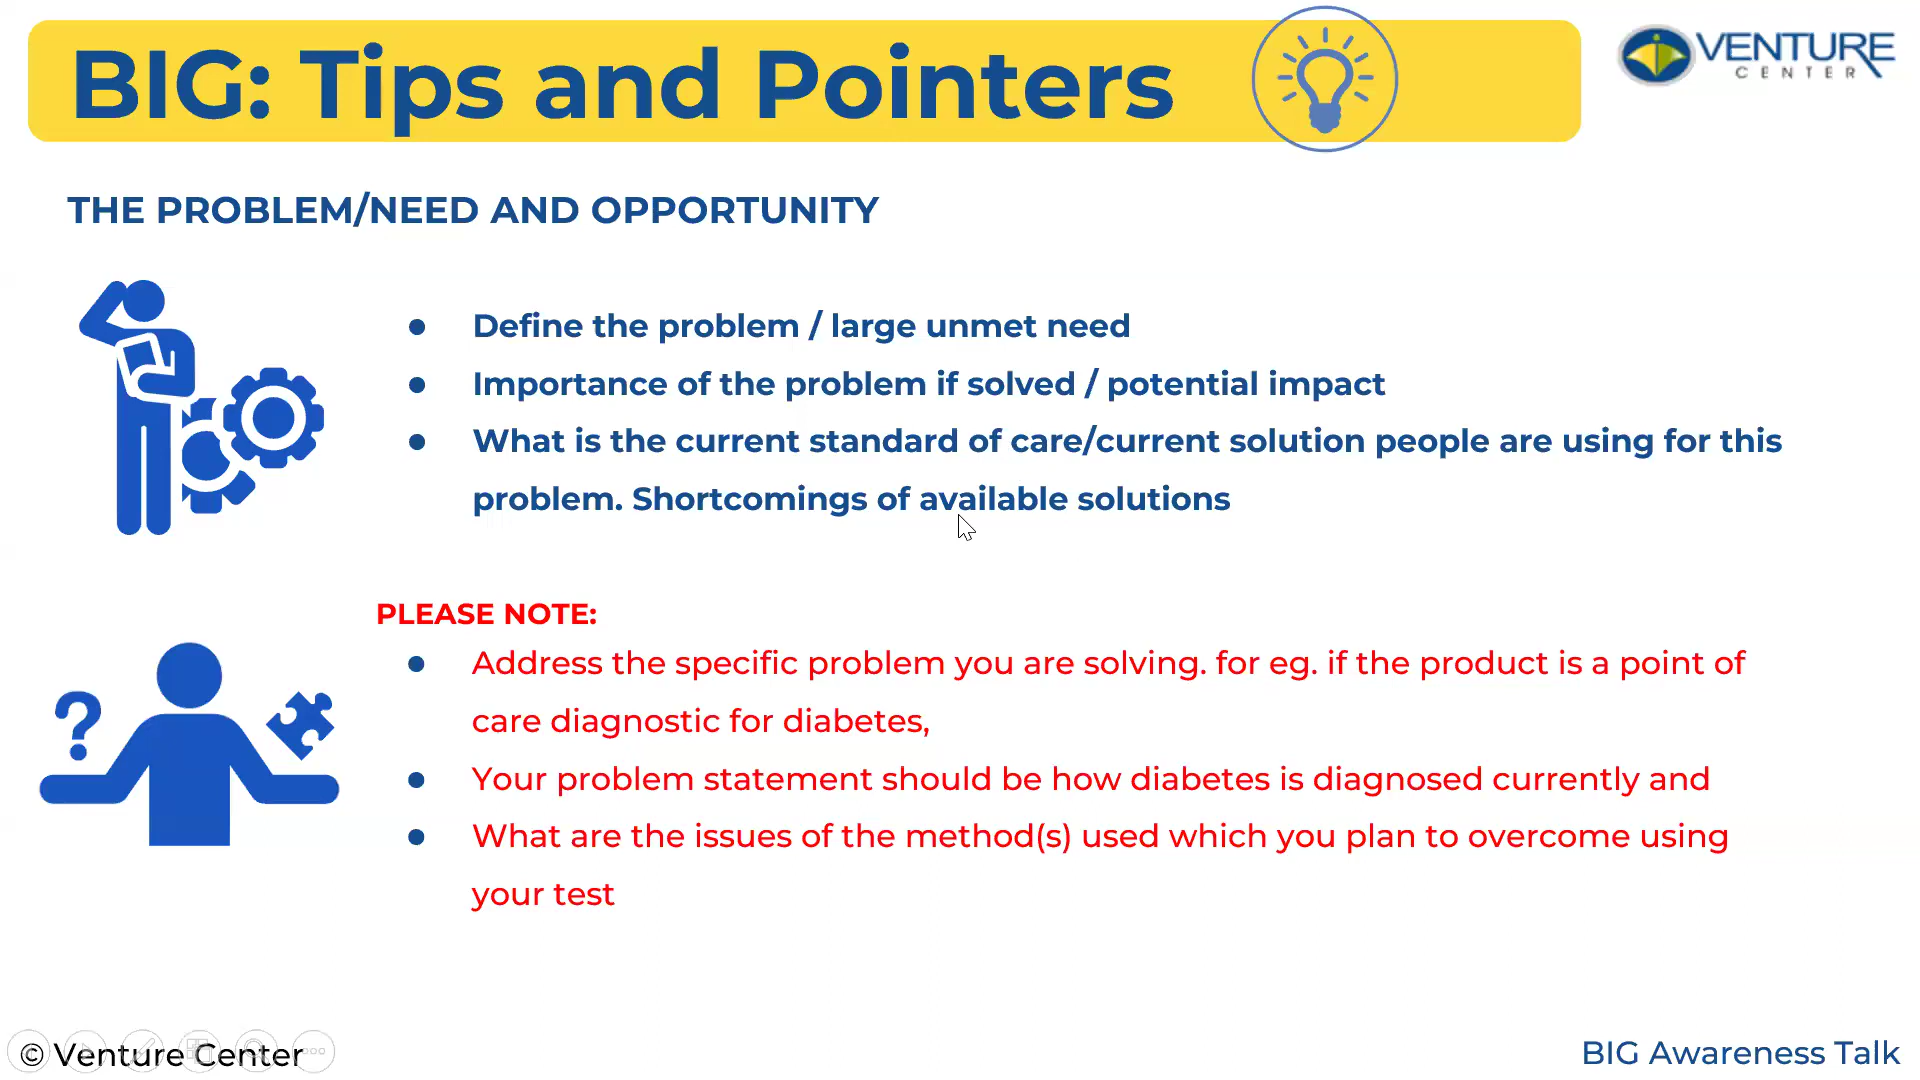 BIG: Tips and Pointers
VENTURE
CENTER
THE PROBLEM/NEED AND OPPORTUNITY
● Define the problem / large unmet need
● Importance of the problem if solved / potential impact
● What is the current standard of care/current solution people are using for this
problem. Shortcomings of available solutions
PLEASE NOTE:
● Address the specific problem you are solving. for eg. if the product is a point of
care diagnostic for diabetes,
● Your problem statement should be how diabetes is diagnosed currently and
● What are the issues of the method(s) used which you plan to overcome using
your test
?
© Venture Center
BIG Awareness Talk